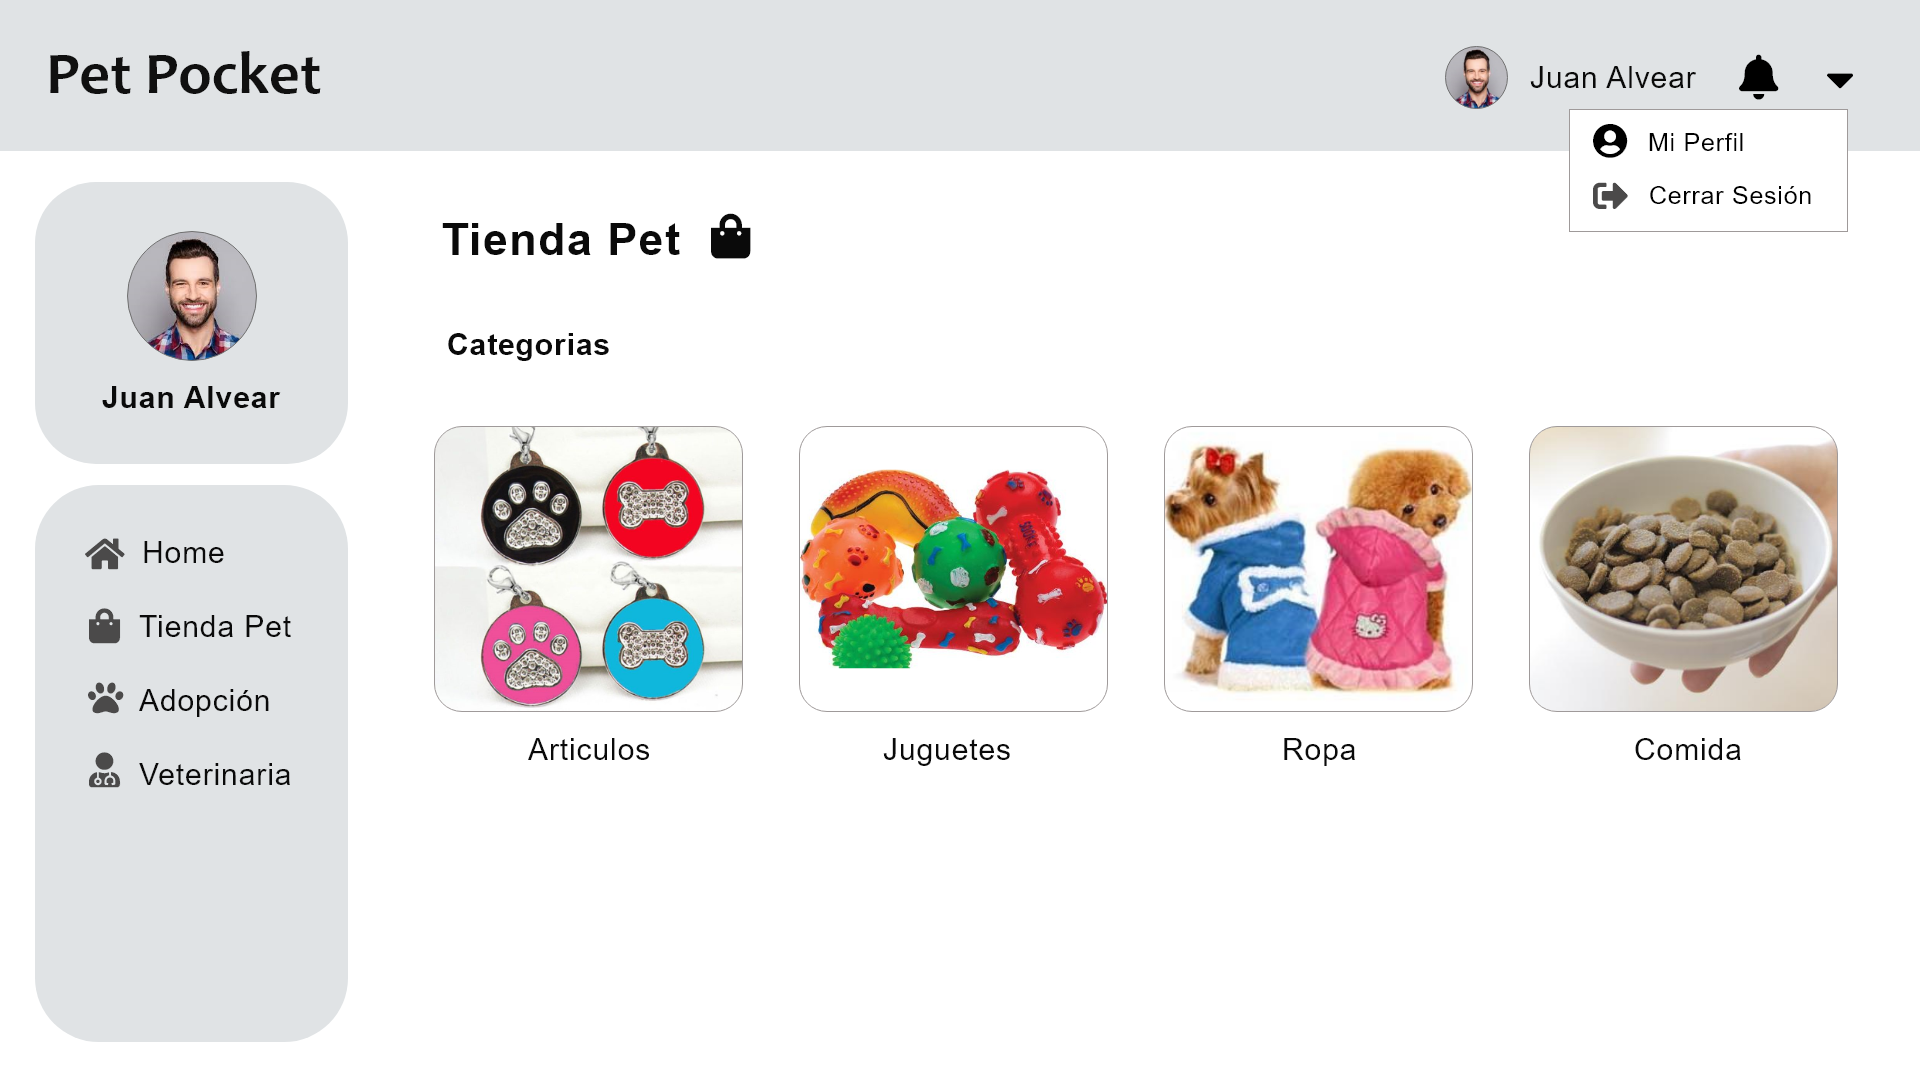 Pet Pocket
Juan Alvear
Mi Perfil
Cerrar Sesión
Juan Alvear
Home
Tienda Pet
Adopción
Veterinaria
Tienda Pet
Categorias
Articulos
Juguetes
Ropa
Comida